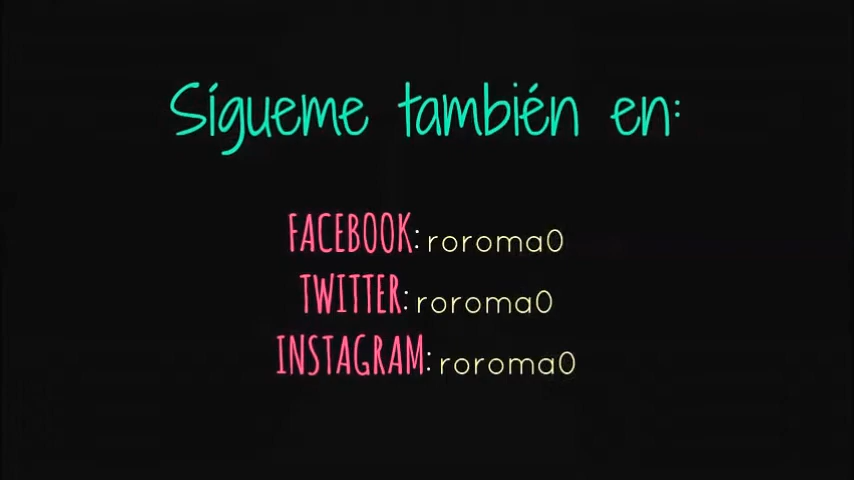 Sígueme también en:
FACEBOOK: roroma0
TWITTER: roroma0
INSTAGRAM: roroma0